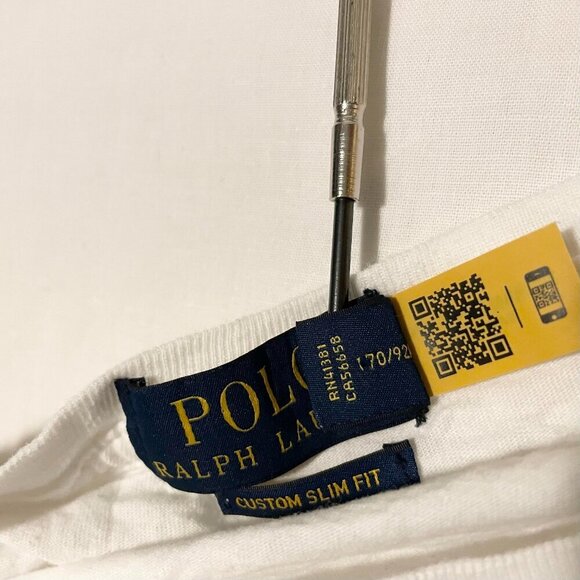 POLO
RALPH LAU
RN41381
CA56658
170/92
CUSTOM SLIM FIT